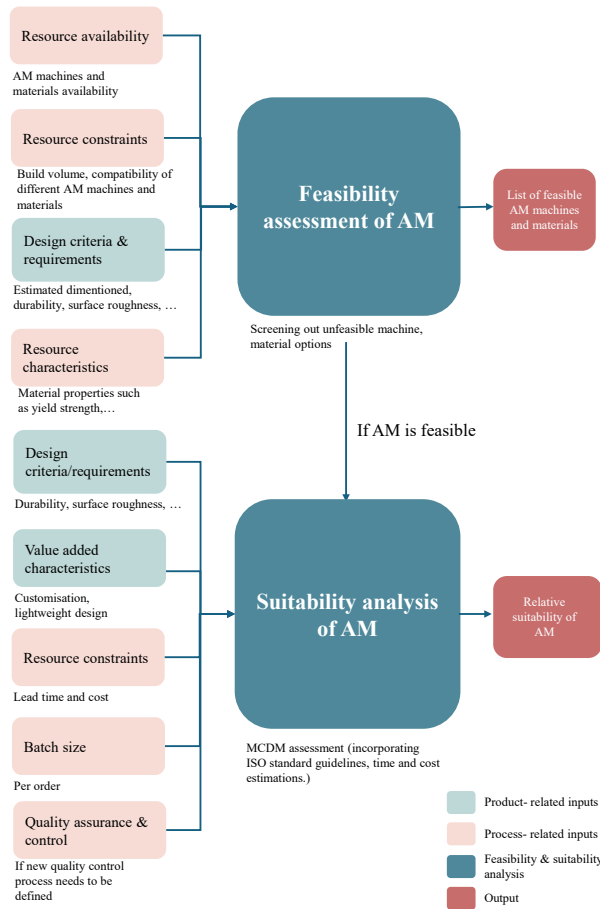 Resource availability
AM machines and
materials availability
Resource constraints
Build volume, compatibility of
different AM machines and
materials
Design criteria &
requirements
Estimated dimentioned,
durability, surface roughness, …
Resource
characteristics
Material properties such
as yield strength,…
Feasibility
assessment of AM
Screening out unfeasible machine,
material options
List of feasible
AM machines
and materials
If AM is feasible
Design
criteria/requirements
Durability, surface roughness, …
Value added
characteristics
Customisation,
lightweight design
Resource constraints
Lead time and cost
Batch size
Per order
Quality assurance &
control
If new quality control
process needs to be
defined
Suitability analysis
of AM
MCDM assessment (incorporating
ISO standard guidelines, time and cost
estimations.)
Relative
suitability of
AM
Product- related inputs
Process- related inputs
Feasibility & suitability
analysis
Output